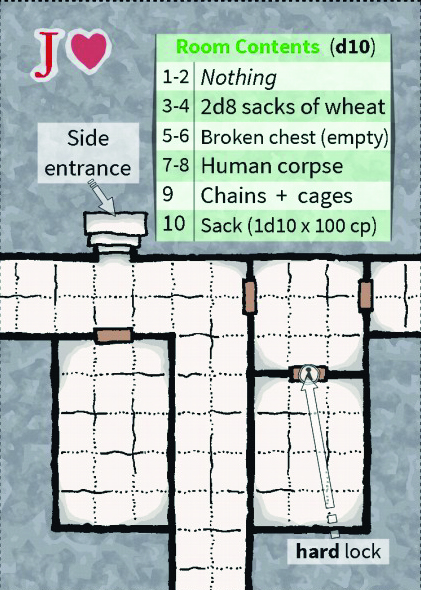 J♥
Room Contents (d10)
1-2 Nothing
3-4 2d8 sacks of wheat
5-6 Broken chest (empty)
7-8 Human corpse
9 Chains + cages
10 Sack (1d10 x 100 cp)
Side
entrance
hard lock